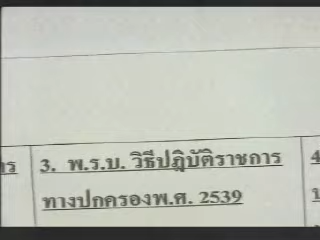 3. พ.ร.บ. วิธีปฏิบัติราชการ
ทางปกครองพ.ศ. 2539